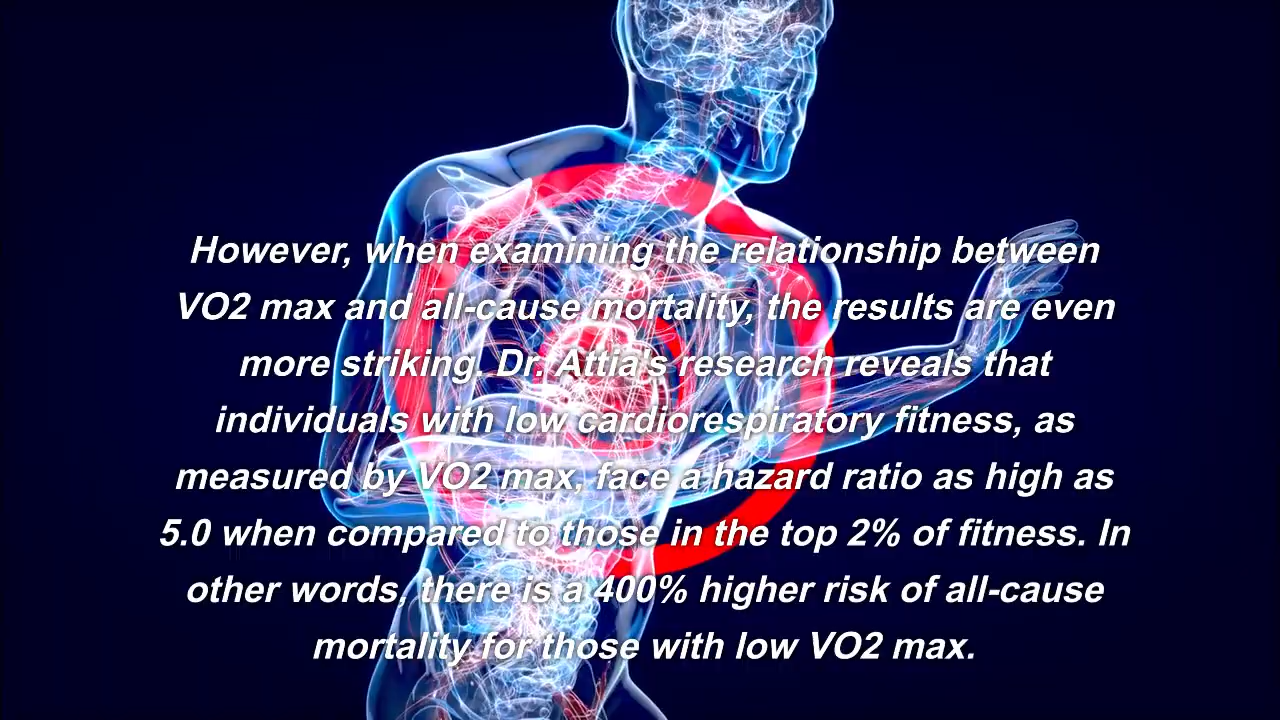 However, when examining the relationship between
VO2 max and all-cause mortality, the results are even
more striking. Dr. Attia's research reveals that
individuals with low cardiorespiratory fitness, as
measured by VO2 max, face a hazard ratio as high as
5.0 when compared to those in the top 2% of fitness. In
other words, there is a 400% higher risk of all-cause
mortality for those with low VO2 max.